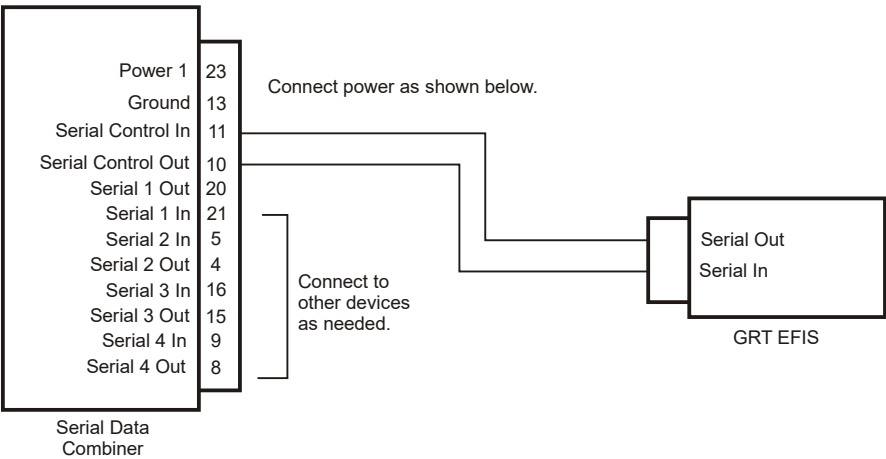 Power 1 23
Connect power as shown below.
Ground 13
Serial Control In 11
Serial Control Out 10
Serial 1 Out 20
Serial 1 In 21
Serial 2 In 5
Serial 2 Out 4
Serial 3 In 16
Serial 3 Out 15
Serial 4 In 9
Serial 4 Out 8
Connect to
other devices
as needed.
Serial Out
Serial In
GRT EFIS
Serial Data
Combiner